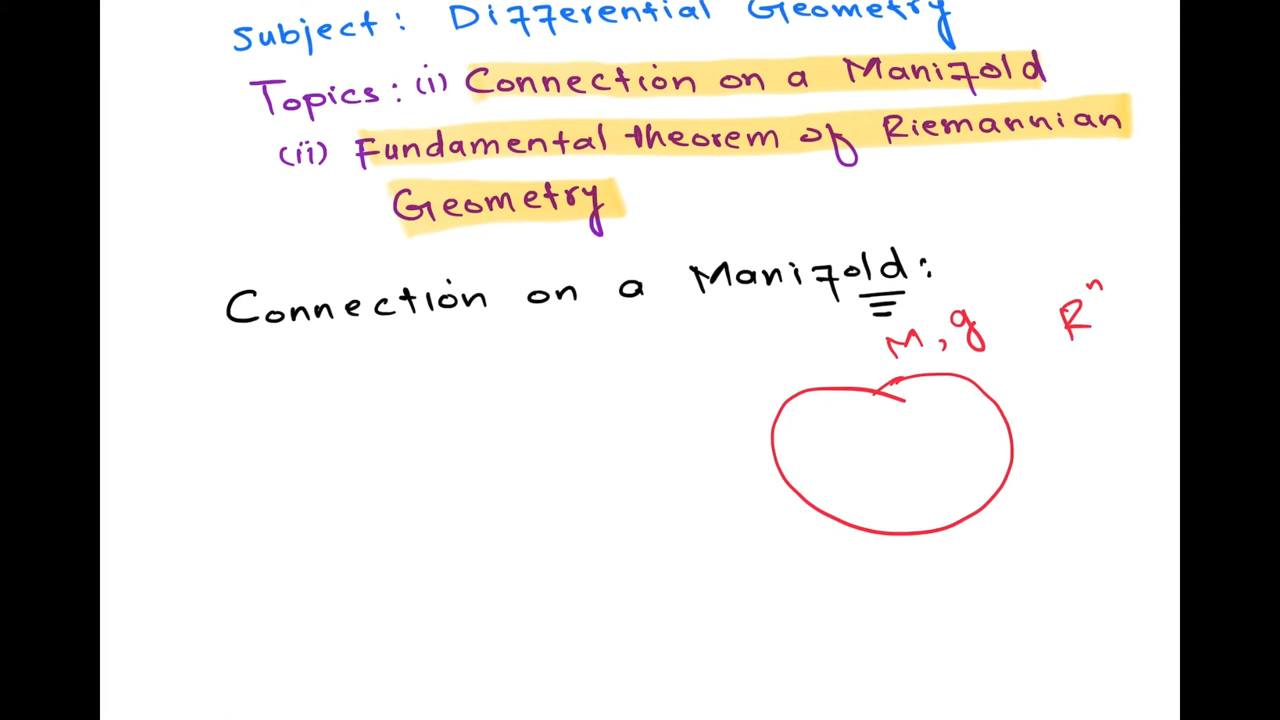 Subject: Differential Geometry
Topics: (i) Connection on a Manifold
(ii) Fundamental theorem of Riemannian
Geometry
Connection on a Manifold:
M, g R^n